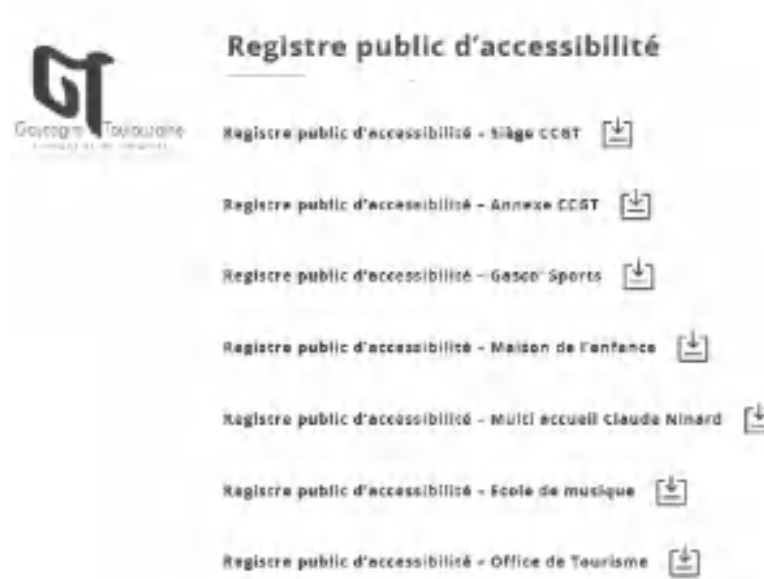 Registre public d'accessibilité
Gascogne Toulousaine
Registre public d'accessibilité - Siège CCGT
Registre public d'accessibilité - Annexe CCGT
Registre public d'accessibilité - Gasco' Sports
Registre public d'accessibilité - Maison de l'enfance
Registre public d'accessibilité - Multi accueil Claude Ninard
Registre public d'accessibilité - Ecole de musique
Registre public d'accessibilité - Office de Tourisme